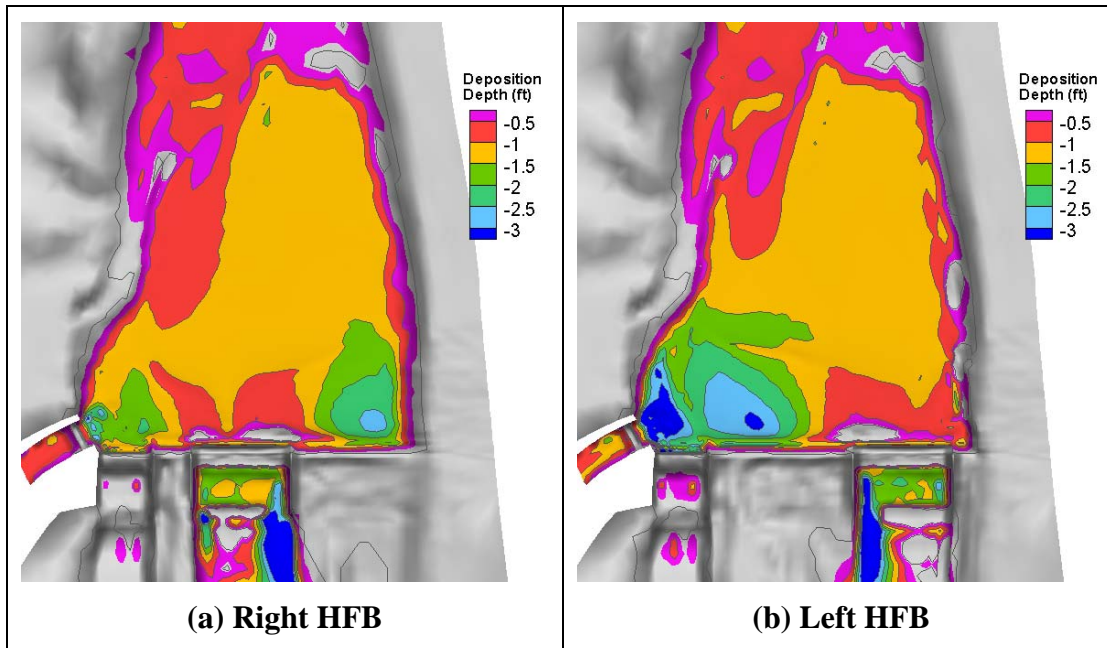 Deposition
Depth (ft)
-0.5
-1
-1.5
-2
-2.5
-3
(a) Right HFB
Deposition
Depth (ft)
-0.5
-1
-1.5
-2
-2.5
-3
(b) Left HFB